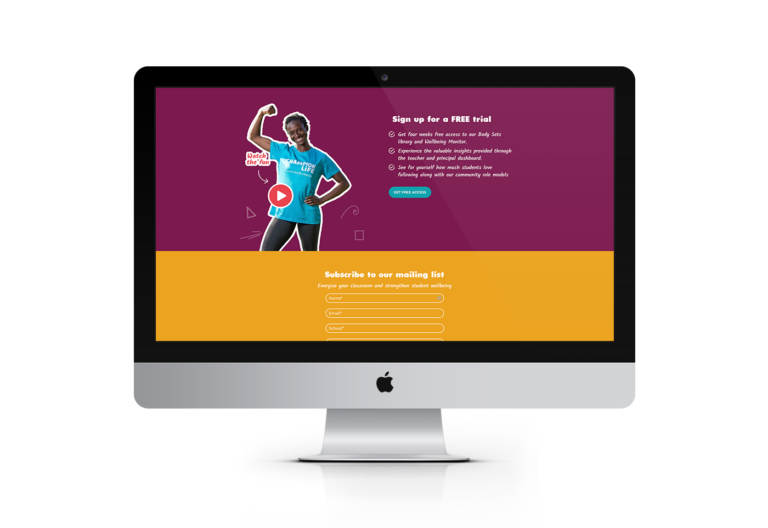 Sign up for a FREE trial
Get four weeks free access to our Body Sets
library and Wellbeing Monitor.
Experience the valuable insights provided through
the teacher and principal dashboard.
See for yourself how much students love
following along with our community role models
GET FREE ACCESS
Watch
the fun
CHAMPION
LIFE
Subscribe to our mailing list
Energise your classroom and strengthen student wellbeing
Name*
Email*
School*